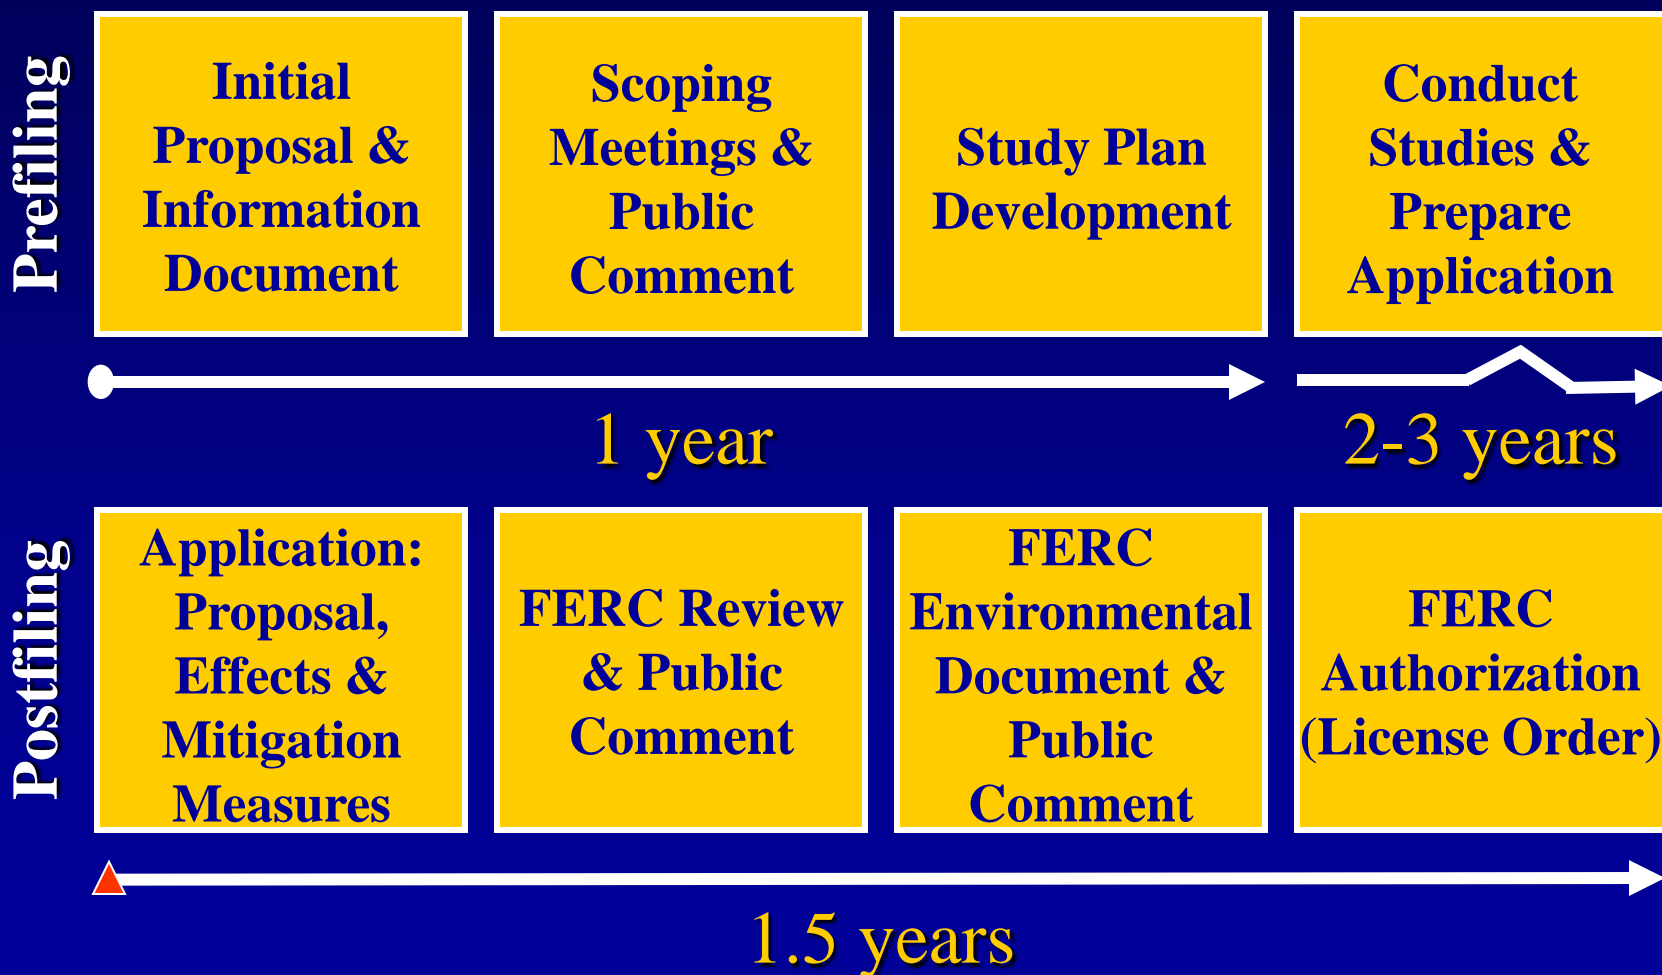 Prefiling
Initial
Proposal &
Information
Document
Scoping
Meetings &
Public
Comment
Study Plan
Development
Conduct
Studies &
Prepare
Application
1 year
2-3 years
Postfiling
Application:
Proposal,
Effects &
Mitigation
Measures
FERC Review
& Public
Comment
FERC
Environmental
Document &
Public
Comment
FERC
Authorization
(License Order)
1.5 years